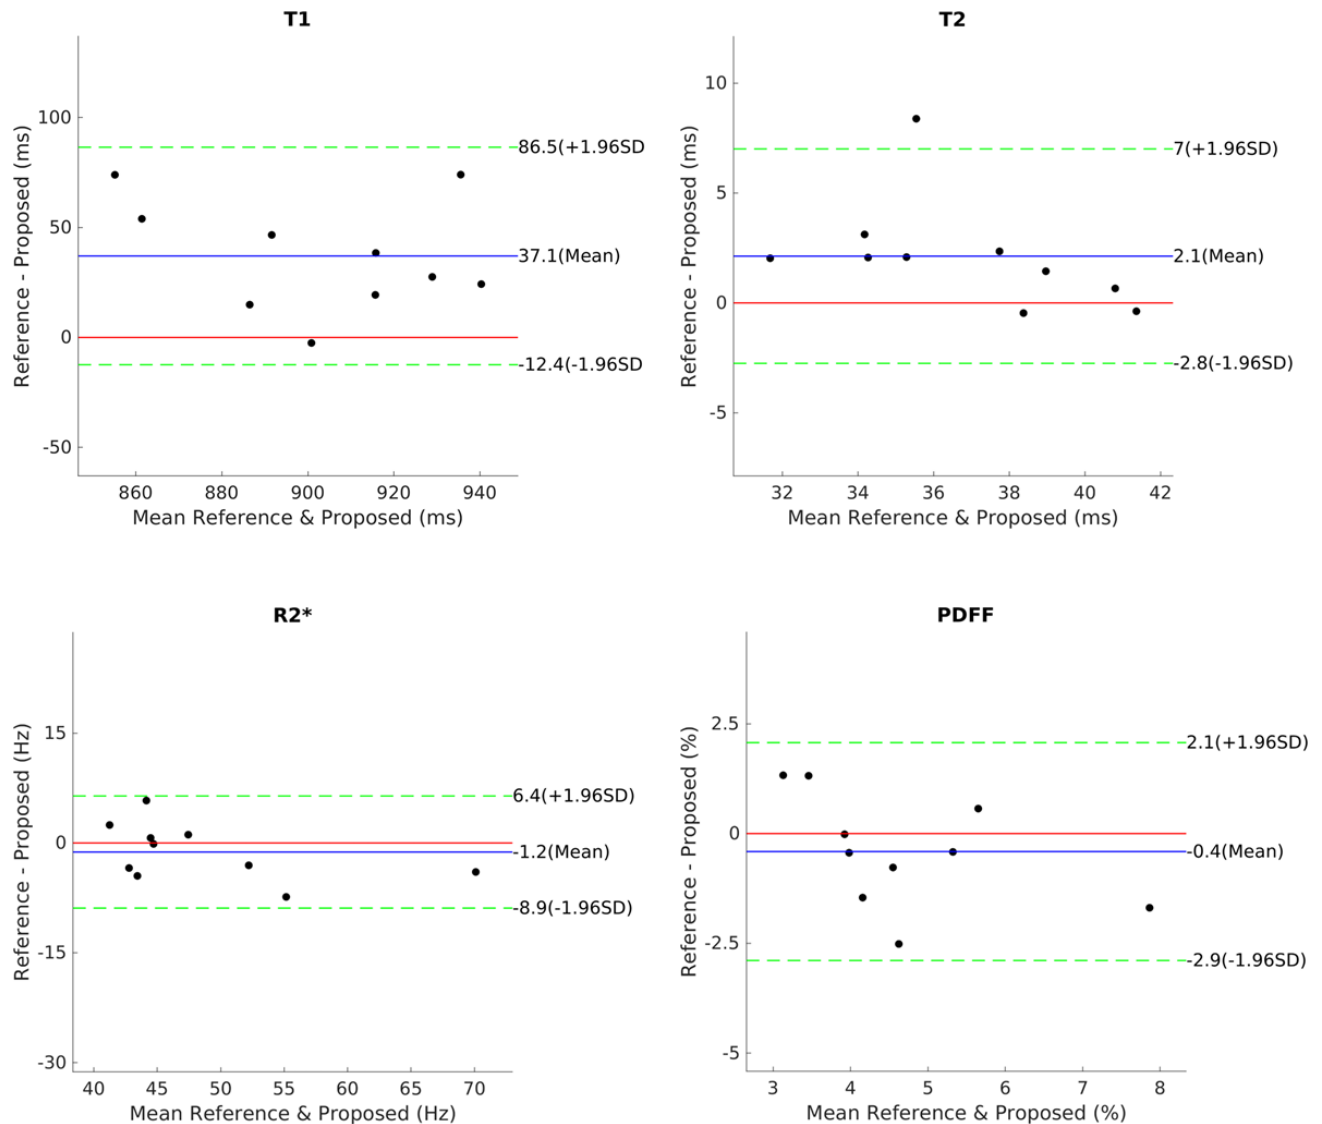 T1
100
50
0
-50
Reference - Proposed (ms)
86.5(+1.96SD
37.1(Mean)
-12.4(-1.96SD
860 880 900 920 940
Mean Reference & Proposed (ms)
T2
10
5
0
-5
Reference - Proposed (ms)
7(+1.96SD)
2.1(Mean)
-2.8(-1.96SD)
32 34 36 38 40 42
Mean Reference & Proposed (ms)
R2*
15
0
-15
-30
Reference - Proposed (Hz)
6.4(+1.96SD)
-1.2(Mean)
-8.9(-1.96SD)
40 45 50 55 60 65 70
Mean Reference & Proposed (Hz)
PDFF
2.5
0
-2.5
-5
Reference - Proposed (%)
2.1(+1.96SD)
-0.4(Mean)
-2.9(-1.96SD)
3 4 5 6 7 8
Mean Reference & Proposed (%)